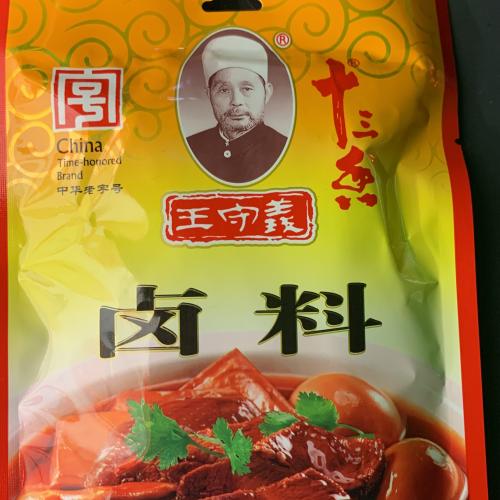 China
Time-honored
Brand
中华老字号
®
十三香®
王守義
卤料